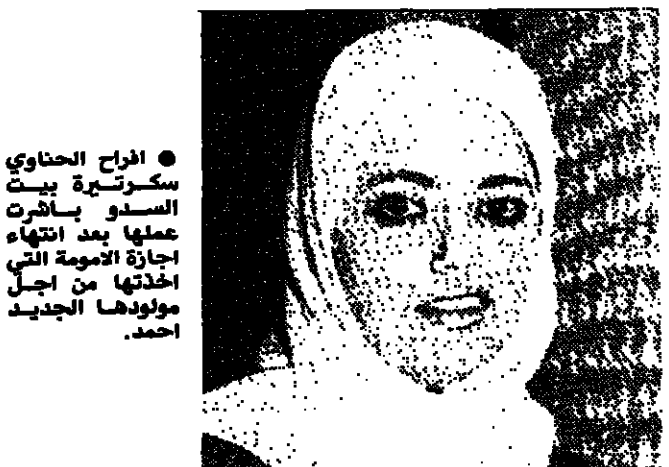 ● افراح الحناوي
سكرتيرة بيت
السدو باشرت
عملها بعد انتهاء
اجازة الامومة التي
اخذتها من اجل
مولودها الجديد
احمد.